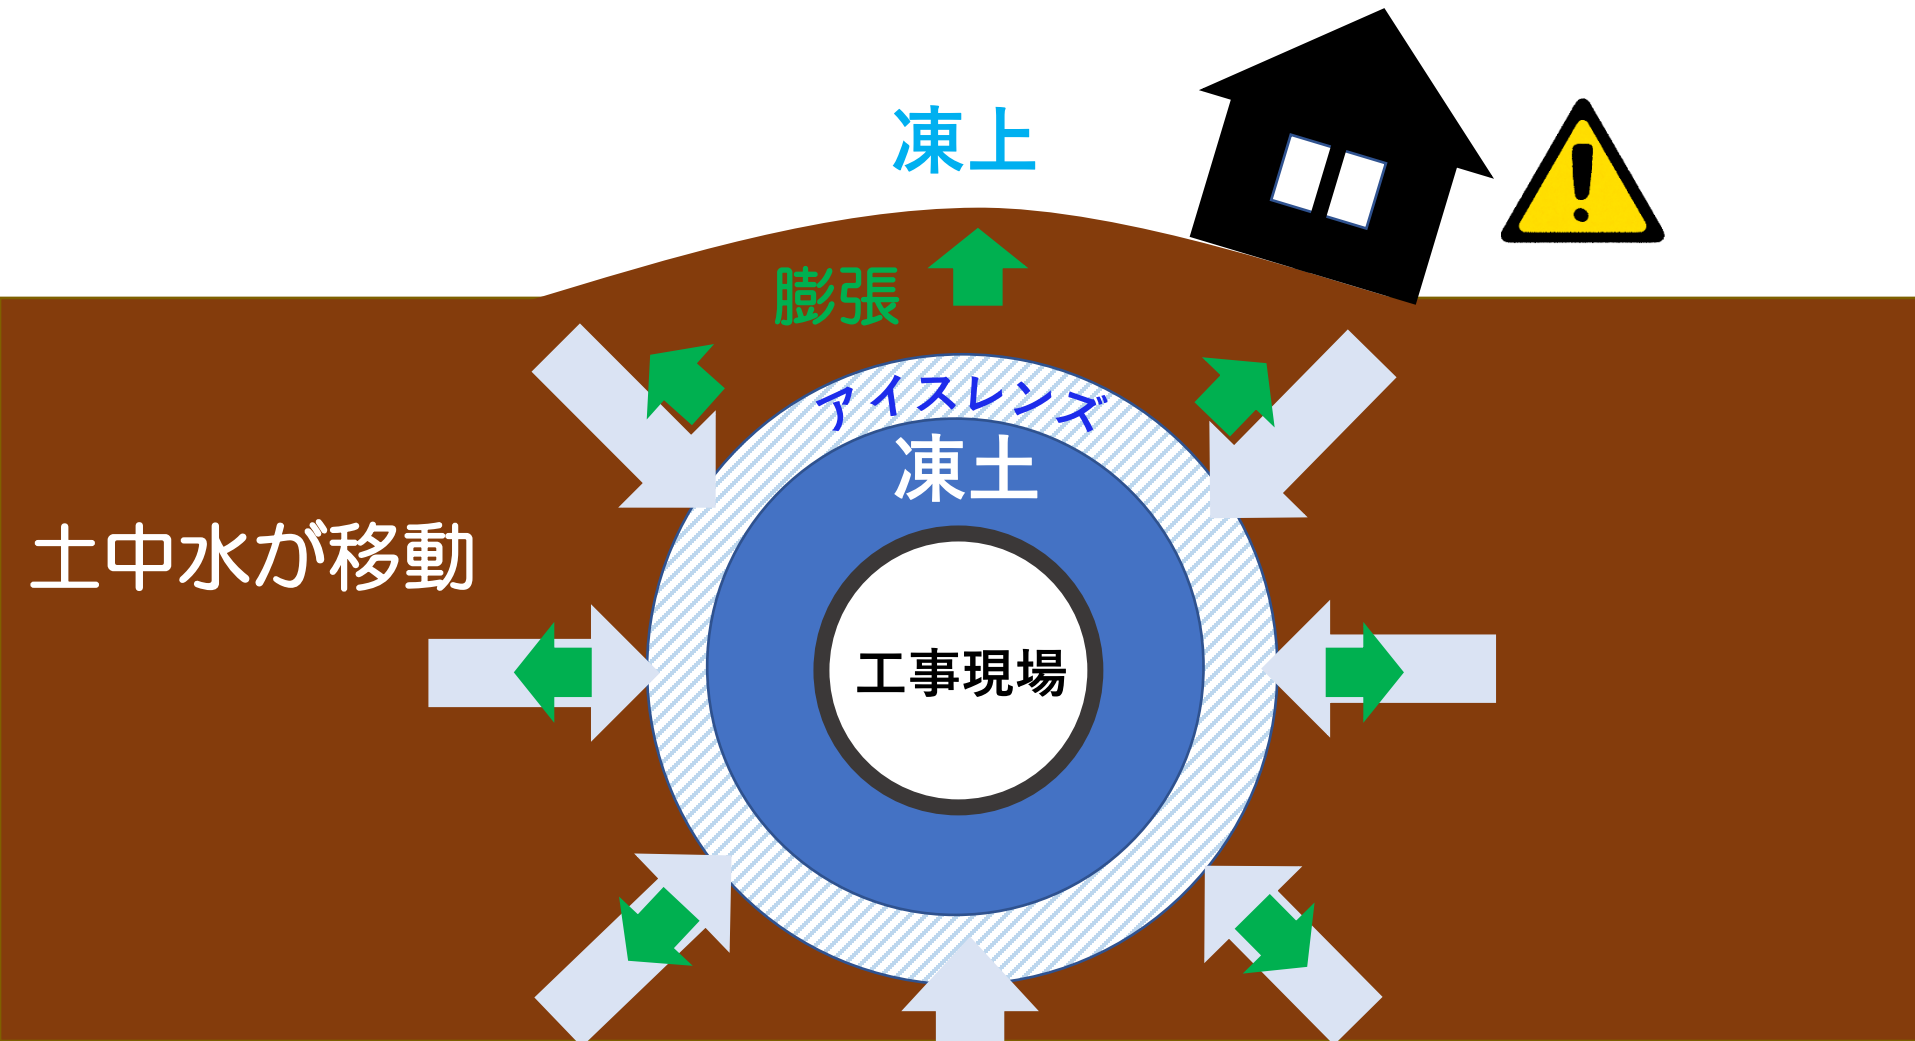 凍上
膨張
アイスレンズ
凍土
土中水が移動
工事現場